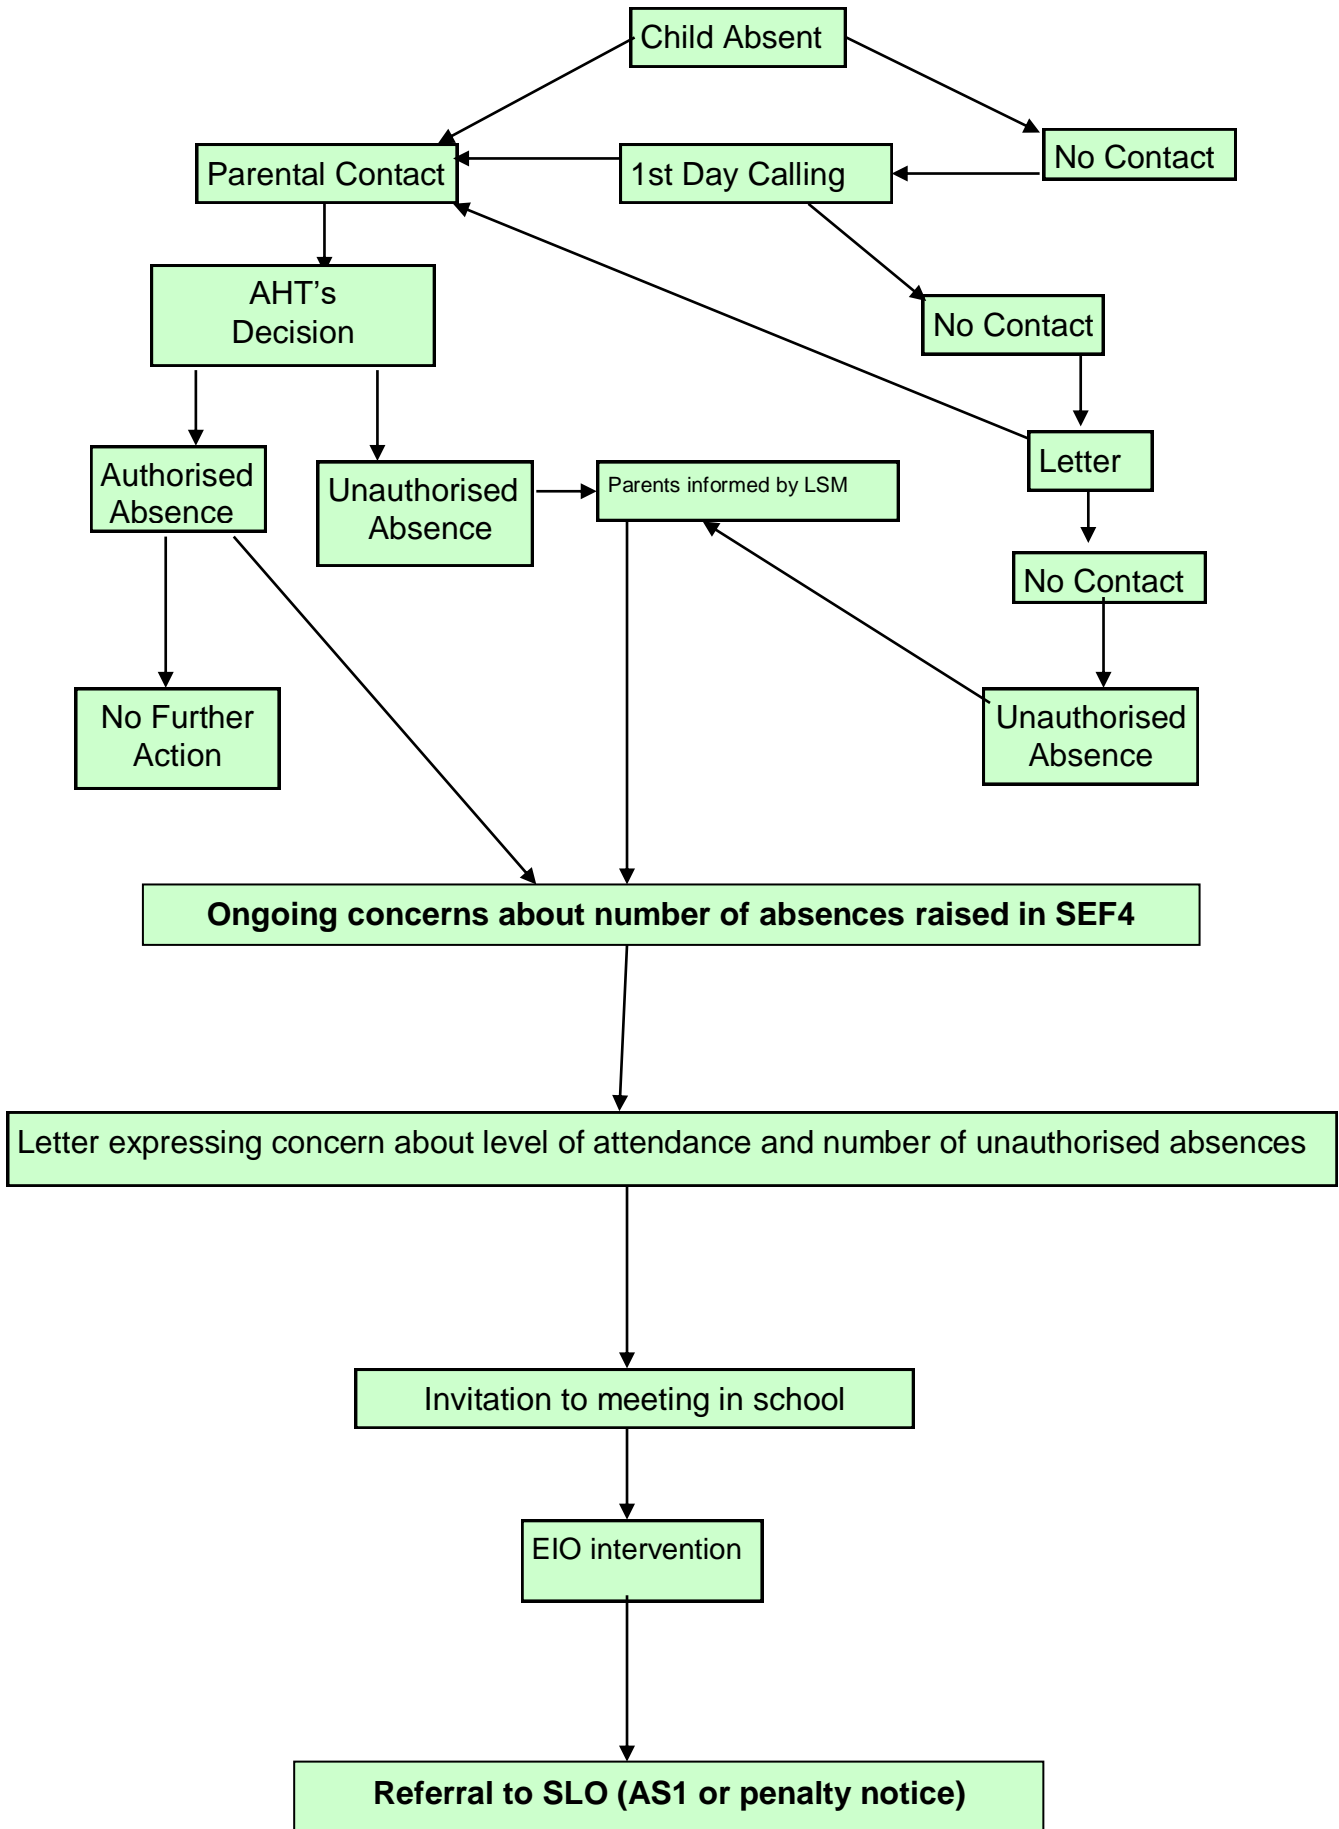 Child Absent
No Contact
Parental Contact
1st Day Calling
AHT's
Decision
No Contact
Letter
Authorised
Absence
Unauthorised
Absence
Parents informed by LSM
No Contact
No Further
Action
Unauthorised
Absence
Ongoing concerns about number of absences raised in SEF4
Letter expressing concern about level of attendance and number of unauthorised absences
Invitation to meeting in school
EIO intervention
Referral to SLO (AS1 or penalty notice)